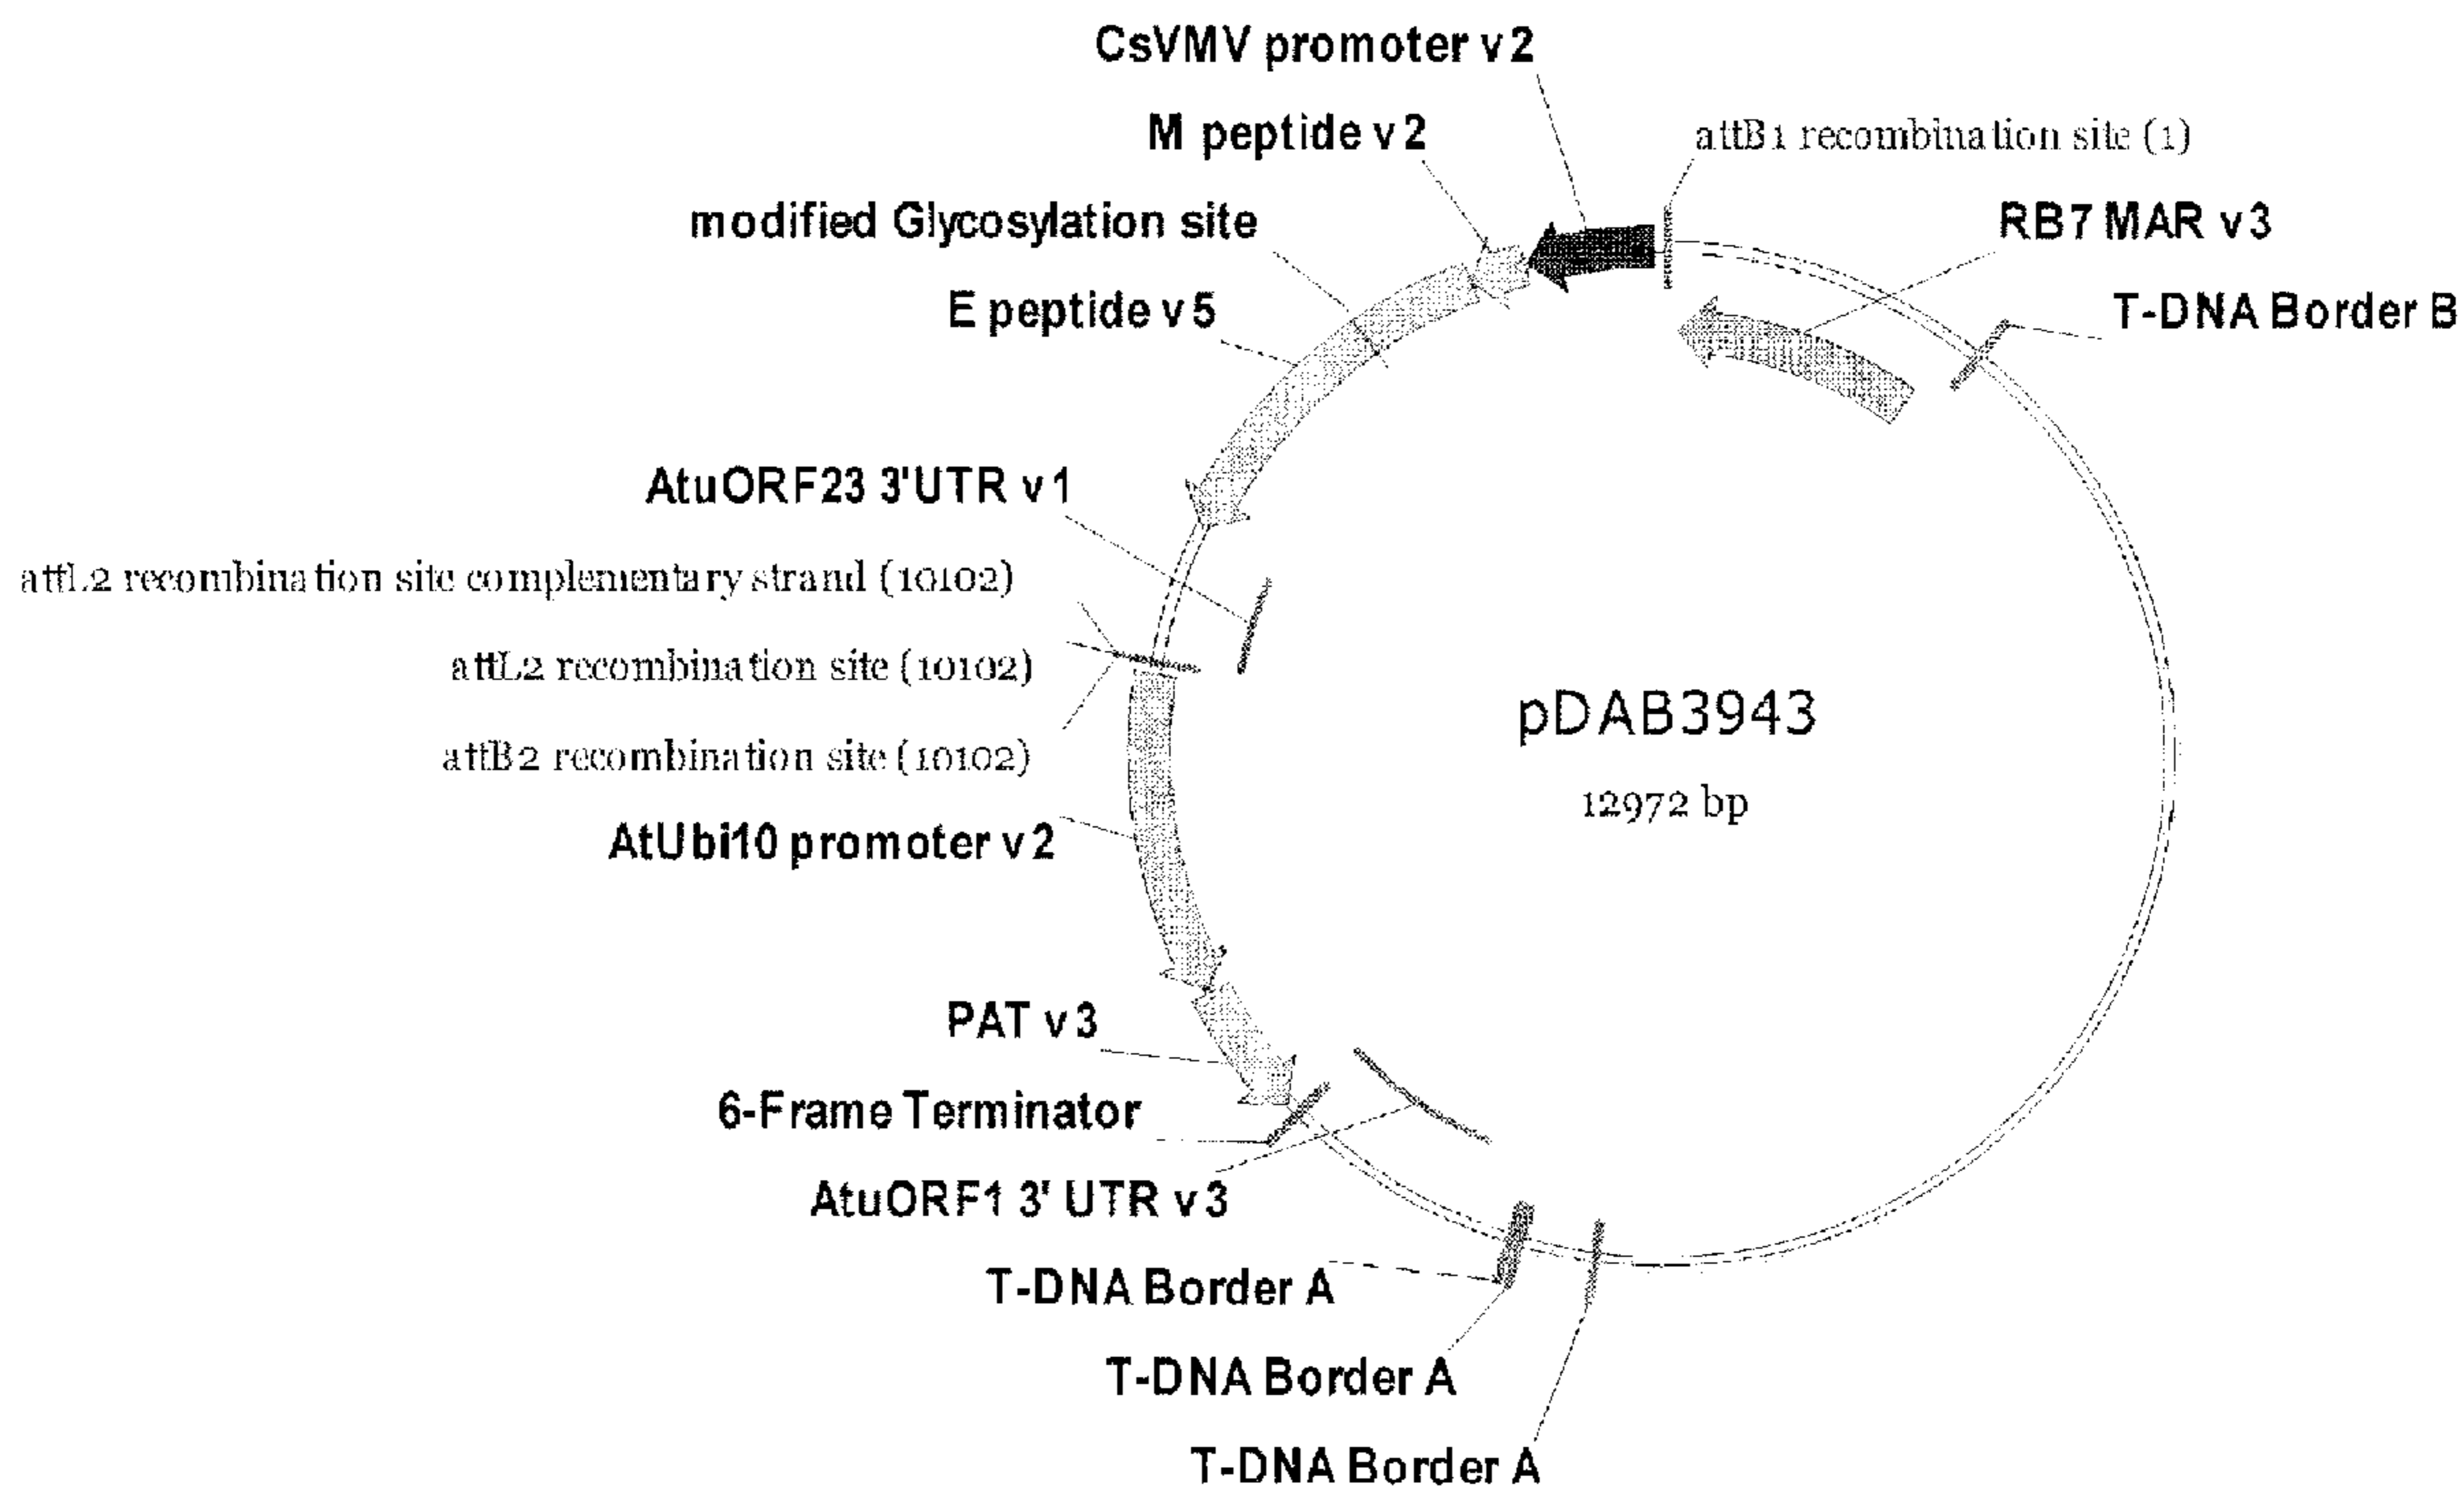 CsVMV promoter v2
M peptide v2
attB1 recombination site (1)
modified Glycosylation site
RB7 MAR v3
E peptide v5
T-DNA Border B
AtuORF23 3'UTR v1
attL2 recombination site complementary strand (10102)
attL2 recombination site (10102)
pDAB3943
attB2 recombination site (10102)
12972 bp
AtUbi10 promoter v2
PAT v3
6-Frame Terminator
AtuORF1 3' UTR v3
T-DNA Border A
T-DNA Border A
T-DNA Border A